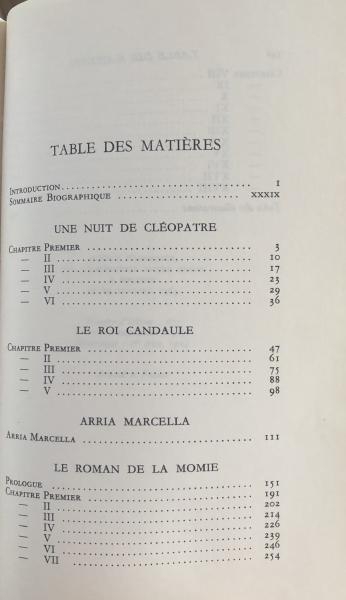 TABLE DES MATIÈRES
INTRODUCTION. . . . . . . . . . . . . . . . . . . . . . . . . . . . I
SOMMAIRE BIOGRAPHIQUE . . . . . . . . . . . . . . . . . . XXXIX
UNE NUIT DE CLÉOPATRE
CHAPITRE PREMIER . . . . . . . . . . . . . . . . . . . . . . 3
— II . . . . . . . . . . . . . . . . . . . . . . 10
— III . . . . . . . . . . . . . . . . . . . . . . 17
— IV . . . . . . . . . . . . . . . . . . . . . . 23
— V . . . . . . . . . . . . . . . . . . . . . . 29
— VI . . . . . . . . . . . . . . . . . . . . . . 36
LE ROI CANDAULE
CHAPITRE PREMIER . . . . . . . . . . . . . . . . . . . . . . 47
— II . . . . . . . . . . . . . . . . . . . . . . 61
— III . . . . . . . . . . . . . . . . . . . . . . 75
— IV . . . . . . . . . . . . . . . . . . . . . . 88
— V . . . . . . . . . . . . . . . . . . . . . . 98
ARRIA MARCELLA
ARRIA MARCELLA . . . . . . . . . . . . . . . . . . . . . . 111
LE ROMAN DE LA MOMIE
PROLOGUE . . . . . . . . . . . . . . . . . . . . . . 151
CHAPITRE PREMIER . . . . . . . . . . . . . . . . . . . . . . 191
— II . . . . . . . . . . . . . . . . . . . . . . 202
— III . . . . . . . . . . . . . . . . . . . . . . 214
— IV . . . . . . . . . . . . . . . . . . . . . . 226
— V . . . . . . . . . . . . . . . . . . . . . . 239
— VI . . . . . . . . . . . . . . . . . . . . . . 246
— VII . . . . . . . . . . . . . . . . . . . . . . 254